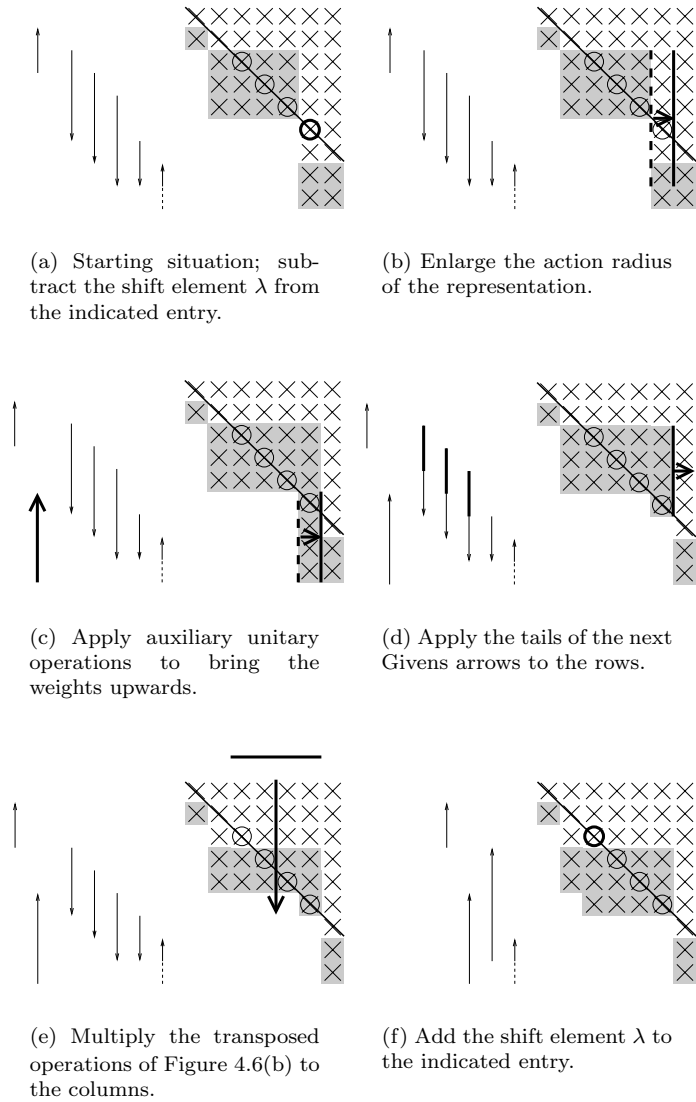 (a) Starting situation; sub-
tract the shift element λ from
the indicated entry.
(b) Enlarge the action radius
of the representation.
(c) Apply auxiliary unitary
operations to bring the
weights upwards.
(d) Apply the tails of the next
Givens arrows to the rows.
(e) Multiply the transposed
operations of Figure 4.6(b) to
the columns.
(f) Add the shift element λ to
the indicated entry.